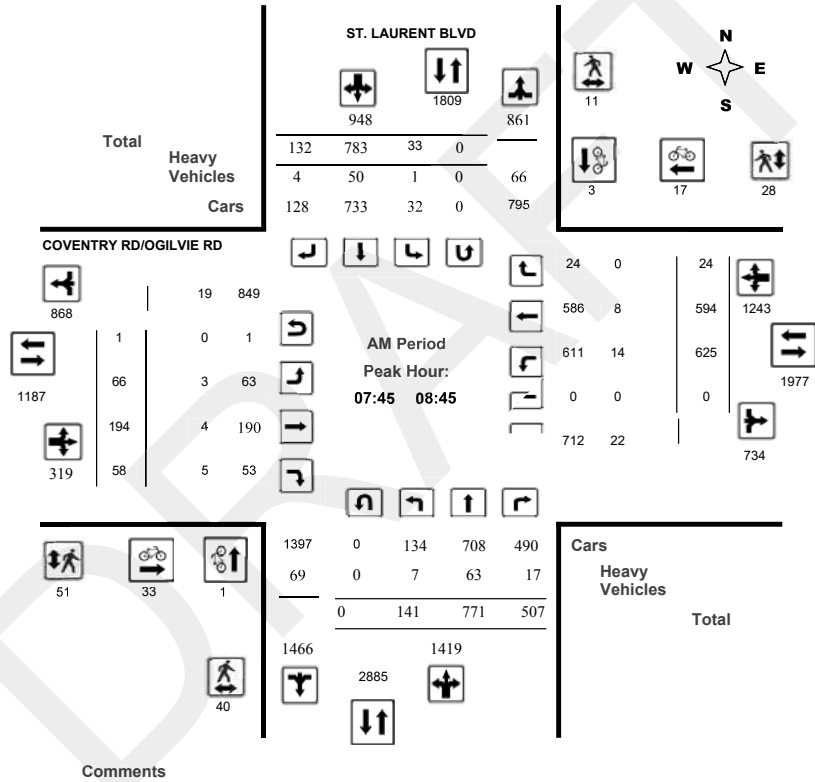 ST. LAURENT BLVD
N
W E
S
1809
11
948 861
Total
132 783 33 0
Heavy
Vehicles
4 50 1 0 66
3 17 28
Cars 128 733 32 0 795
COVENTRY RD/OGILVIE RD
24 0 24
868 19 849
586 8 594 1243
1 0 1
AM Period
611 14 625
Peak Hour:
66 3 63
1187 1977
07:45 08:45
0 0 0
194 4 190
712 22
734
319 58 5 53
1397 0 134 708 490 Cars
69 0 7 63 17 Heavy
Vehicles
51 33 1
0 141 771 507 Total
1466 1419
2885
40
Comments
DRAFT